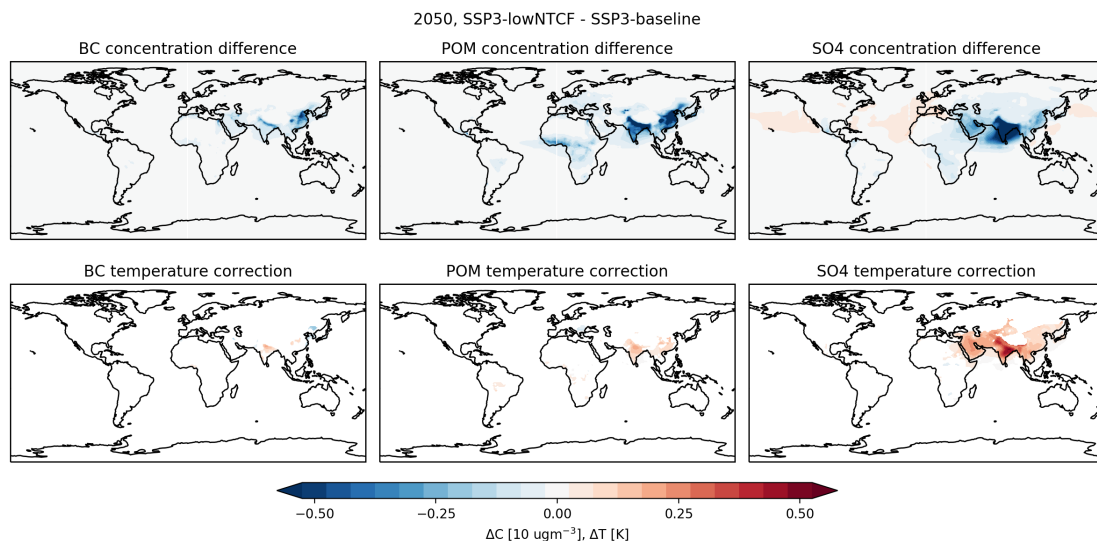 2050, SSP3-lowNTCF - SSP3-baseline
BC concentration difference
POM concentration difference
SO4 concentration difference
BC temperature correction
POM temperature correction
SO4 temperature correction
−0.50 −0.25 0.00 0.25 0.50
ΔC [10 ugm⁻³], ΔT [K]